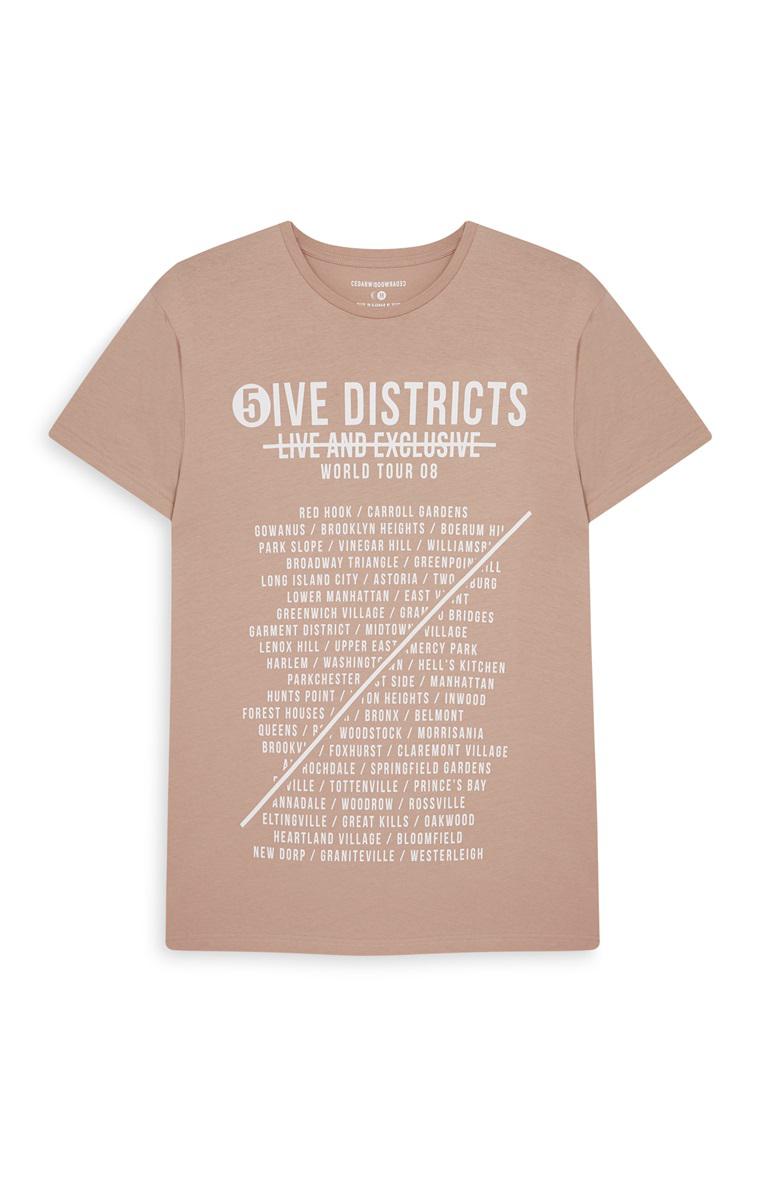 CEDARWOOD
M
5IVE DISTRICTS
LIVE AND EXCLUSIVE
WORLD TOUR 08
RED HOOK / CARROLL GARDENS
GOWANUS / BROOKLYN HEIGHTS / BOERUM
PARK SLOPE / VINEGAR HILL /
BROADWAY TRIANGLE /
LONG ISLAND CITY / ASTORIA / TWO BURG
LOWER MANHATTAN / EAST
GREENWICH VILLAGE / BRIDGES
GARMENT DISTRICT / MIDTOWN VILLAGE
LENOX HILL / UPPER EAST MERCY PARK
HARLEM / / HELL'S KITCHEN
PARKCHESTER ST SIDE / MANHATTAN
HUNTS POINT / TON HEIGHTS / INWOOD
FOREST HOUSES / / BRONX / BELMONT
QUEENS / WOODSTOCK / MORRISANIA
/ FOXHURST / CLAREMONT VILLAGE
ROCHDALE / SPRINGFIELD GARDENS
VILLE / TOTTENVILLE / PRINCE'S BAY
ANNADALE / WOODROW / ROSSVILLE
ELTINGVILLE / GREAT KILLS / OAKWOOD
HEARTLAND VILLAGE / BLOOMFIELD
NEW DORP / GRANITEVILLE / WESTERLEIGH